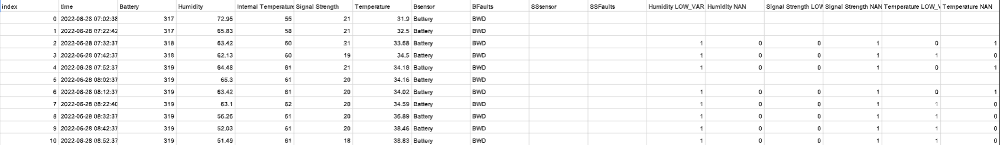 index time Battery Humidity Internal Temperature Signal Strength Temperature Bsensor BFaults SSsensor SSFaults Humidity LOW_VAR Humidity NAN Signal Strength LOW Signal Strength NAN Temperature LOW_V Temperature NAN
0 2022-06-28 07:02:38 317 72.95 55 21 31.9 Battery BWD
1 2022-06-28 07:22:42 317 65.83 58 21 32.5 Battery BWD
2 2022-06-28 07:32:37 318 63.42 60 21 33.68 Battery BWD 1 0 0 1 0 1
3 2022-06-28 07:42:37 318 62.13 60 19 34.5 Battery BWD 1 0 0 1 1 0
4 2022-06-28 07:52:37 319 64.48 61 21 34.16 Battery BWD 1 0 0 1 0 1
5 2022-06-28 08:02:37 319 65.3 61 20 34.16 Battery BWD
6 2022-06-28 08:12:37 319 63.42 61 20 34.02 Battery BWD 1 0 0 1 0 1
7 2022-06-28 08:22:40 319 63.1 62 20 34.59 Battery BWD 1 0 0 1 1 0
8 2022-06-28 08:32:37 319 56.26 61 20 36.89 Battery BWD 1 0 0 1 1 0
9 2022-06-28 08:42:37 319 52.03 61 20 38.46 Battery BWD 1 0 0 1 1 0
10 2022-06-28 08:52:37 319 51.49 61 18 38.83 Battery BWD 1 0 0 1 1 0